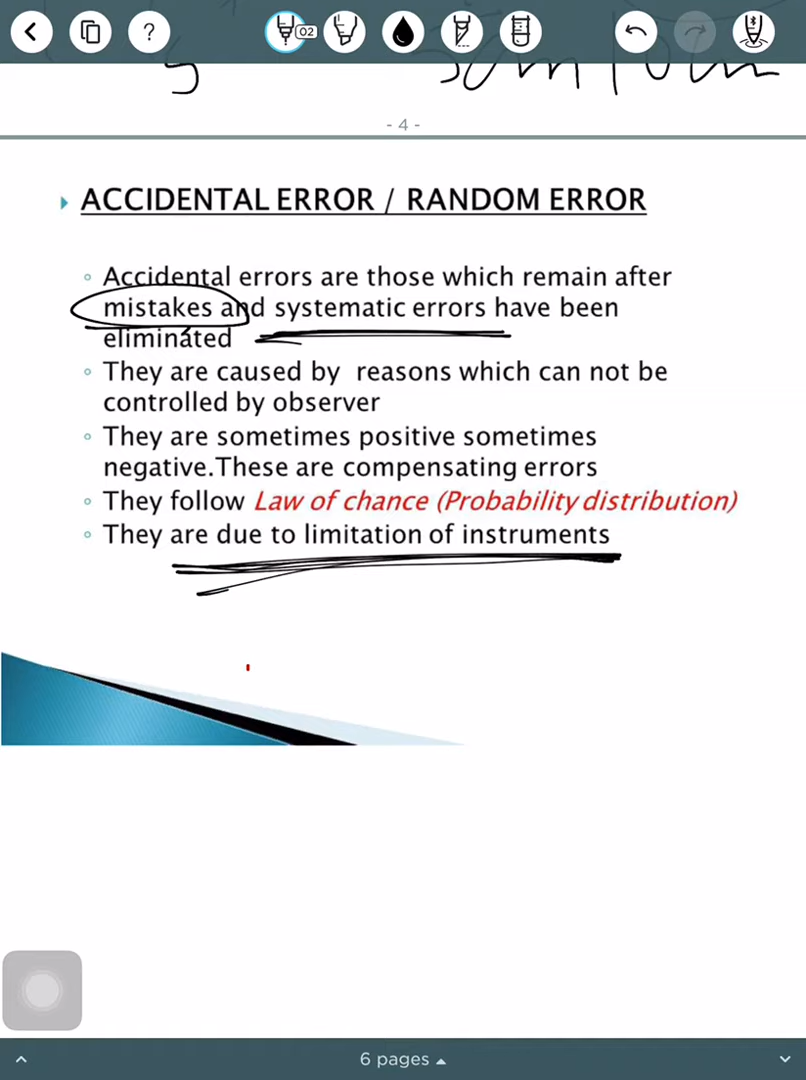 ?
02
- 4 -
ACCIDENTAL ERROR / RANDOM ERROR
Accidental errors are those which remain after
mistakes and systematic errors have been
eliminated
They are caused by reasons which can not be
controlled by observer
They are sometimes positive sometimes
negative.These are compensating errors
They follow Law of chance (Probability distribution)
They are due to limitation of instruments
6 pages